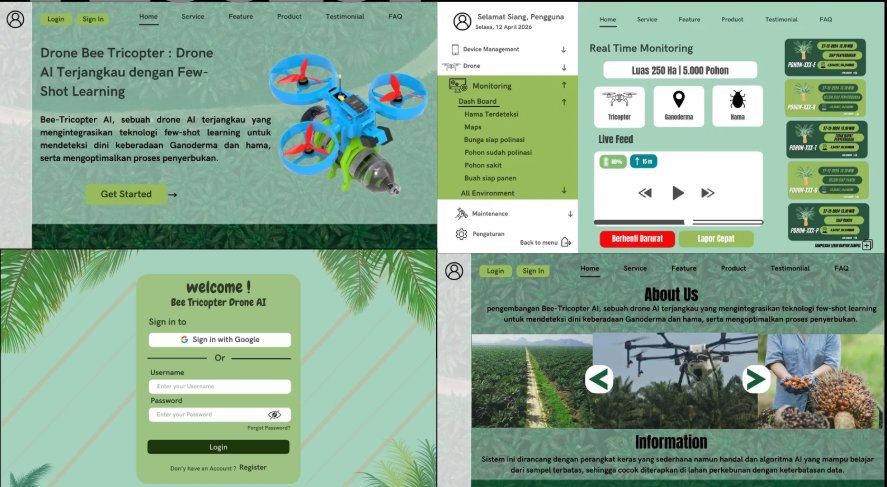 Login
Sign In
Home
Service
Feature
Product
Testimonial
FAQ
Drone Bee Tricopter : Drone
AI Terjangkau dengan Few-
Shot Learning
Bee-Tricopter AI, sebuah drone AI terjangkau yang
mengintegrasikan teknologi few-shot learning untuk
mendeteksi dini keberadaan Ganoderma dan hama,
serta mengoptimalkan proses penyerbukan.
Get Started
Selamat Siang, Pengguna
Selasa, 12 April 2026
Device Management
Drone
Monitoring
Dash Board
Hama Terdeteksi
Maps
Bunga siap polinasi
Pohon sudah polinasi
Pohon sakit
Buah siap panen
All Environment
Maintenance
Pengaturan
Back to menu
Home
Service
Feature
Product
Testimonial
FAQ
Real Time Monitoring
Luas 250 Ha | 5.000 Pohon
Tricopter
Ganoderma
Hama
Live Feed
80%
15 m
Berhenti Darurat
Lapor Cepat
POHON-XXX-E
POHON-XXX-T
POHON-XXX-P
welcome !
Bee Tricopter Drone AI
Sign in to
Sign in with Google
Or
Username
Enter your Username
Password
Enter your Password
Forgot Password?
Login
Don't have an Account ? Register
Login
Sign In
Home
Service
Feature
Product
Testimonial
FAQ
About Us
pengembangan Bee-Tricopter AI, sebuah drone AI terjangkau yang mengintegrasikan teknologi few-shot learning
untuk mendeteksi dini keberadaan Ganoderma dan hama, serta mengoptimalkan proses penyerbukan.
Information
Sistem ini dirancang dengan perangkat keras yang sederhana namun handal dan algoritma AI yang mampu belajar
dari sampel terbatas, sehingga cocok diterapkan di lahan perkebunan dengan keterbatasan data.